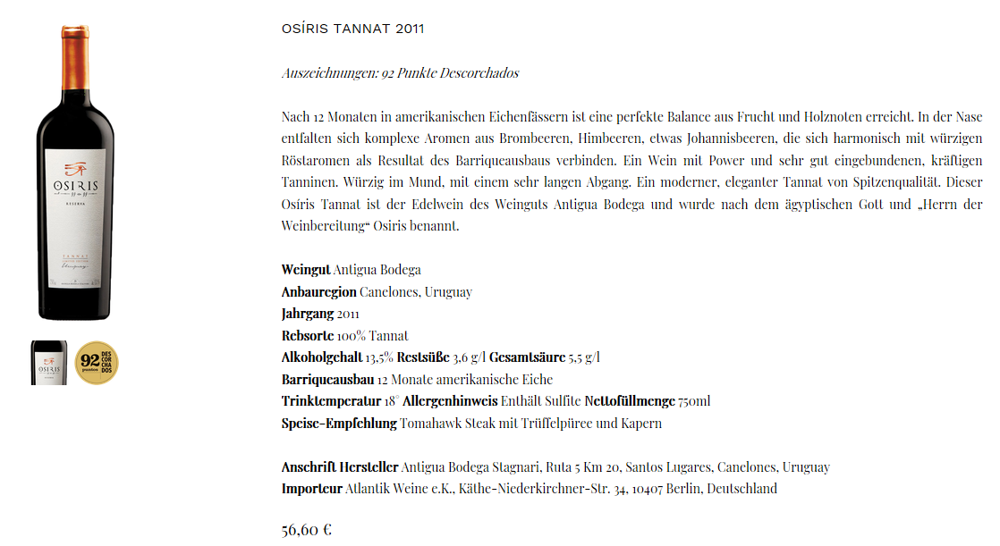 OSÍRIS TANNAT 2011
Auszeichnungen: 92 Punkte Descorchados
Nach 12 Monaten in amerikanischen Eichenfässern ist eine perfekte Balance aus Frucht und Holznoten erreicht. In der Nase
entfalten sich komplexe Aromen aus Brombeeren, Himbeeren, etwas Johannisbeeren, die sich harmonisch mit würzigen
Röstaromen als Resultat des Barriqueausbaus verbinden. Ein Wein mit Power und sehr gut eingebundenen, kräftigen
Tanninen. Würzig im Mund, mit einem sehr langen Abgang. Ein moderner, eleganter Tannat von Spitzenqualität. Dieser
Osíris Tannat ist der Edelwein des Weinguts Antigua Bodega und wurde nach dem ägyptischen Gott und „Herrn der
Weinbereitung“ Osiris benannt.
Weingut Antigua Bodega
Anbauregion Canelones, Uruguay
Jahrgang 2011
Rebsorte 100% Tannat
Alkoholgehalt 13,5% Restsüße 3,6 g/l Gesamtsäure 5,5 g/l
Barriqueausbau 12 Monate amerikanische Eiche
Trinktemperatur 18° Allergenhinweis Enthält Sulfite Nettofüllmenge 750ml
Speise-Empfehlung Tomahawk Steak mit Trüffelpüree und Kapern
Anschrift Hersteller Antigua Bodega Stagnari, Ruta 5 Km 20, Santos Lugares, Canelones, Uruguay
Importeur Atlantik Weine e.K., Käthe-Niederkirchner-Str. 34, 10407 Berlin, Deutschland
56,60 €
OSIRIS
RESERVA
TANNAT
Uruguay
OSIRIS
92
puntos
DES
COR
CHA
DOS